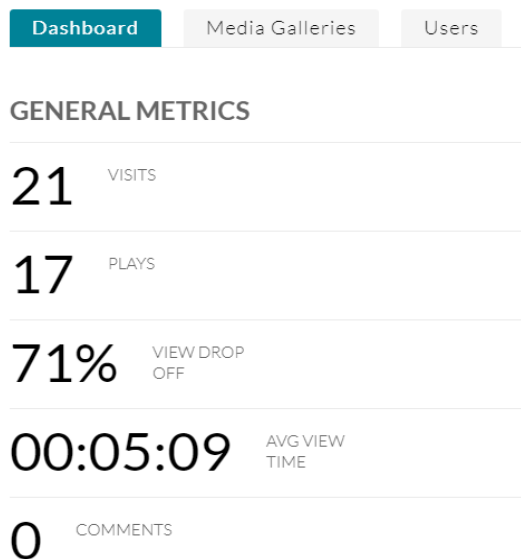 Dashboard Media Galleries Users
GENERAL METRICS
21 VISITS
17 PLAYS
71% VIEW DROP
OFF
00:05:09 AVG VIEW
TIME
0 COMMENTS